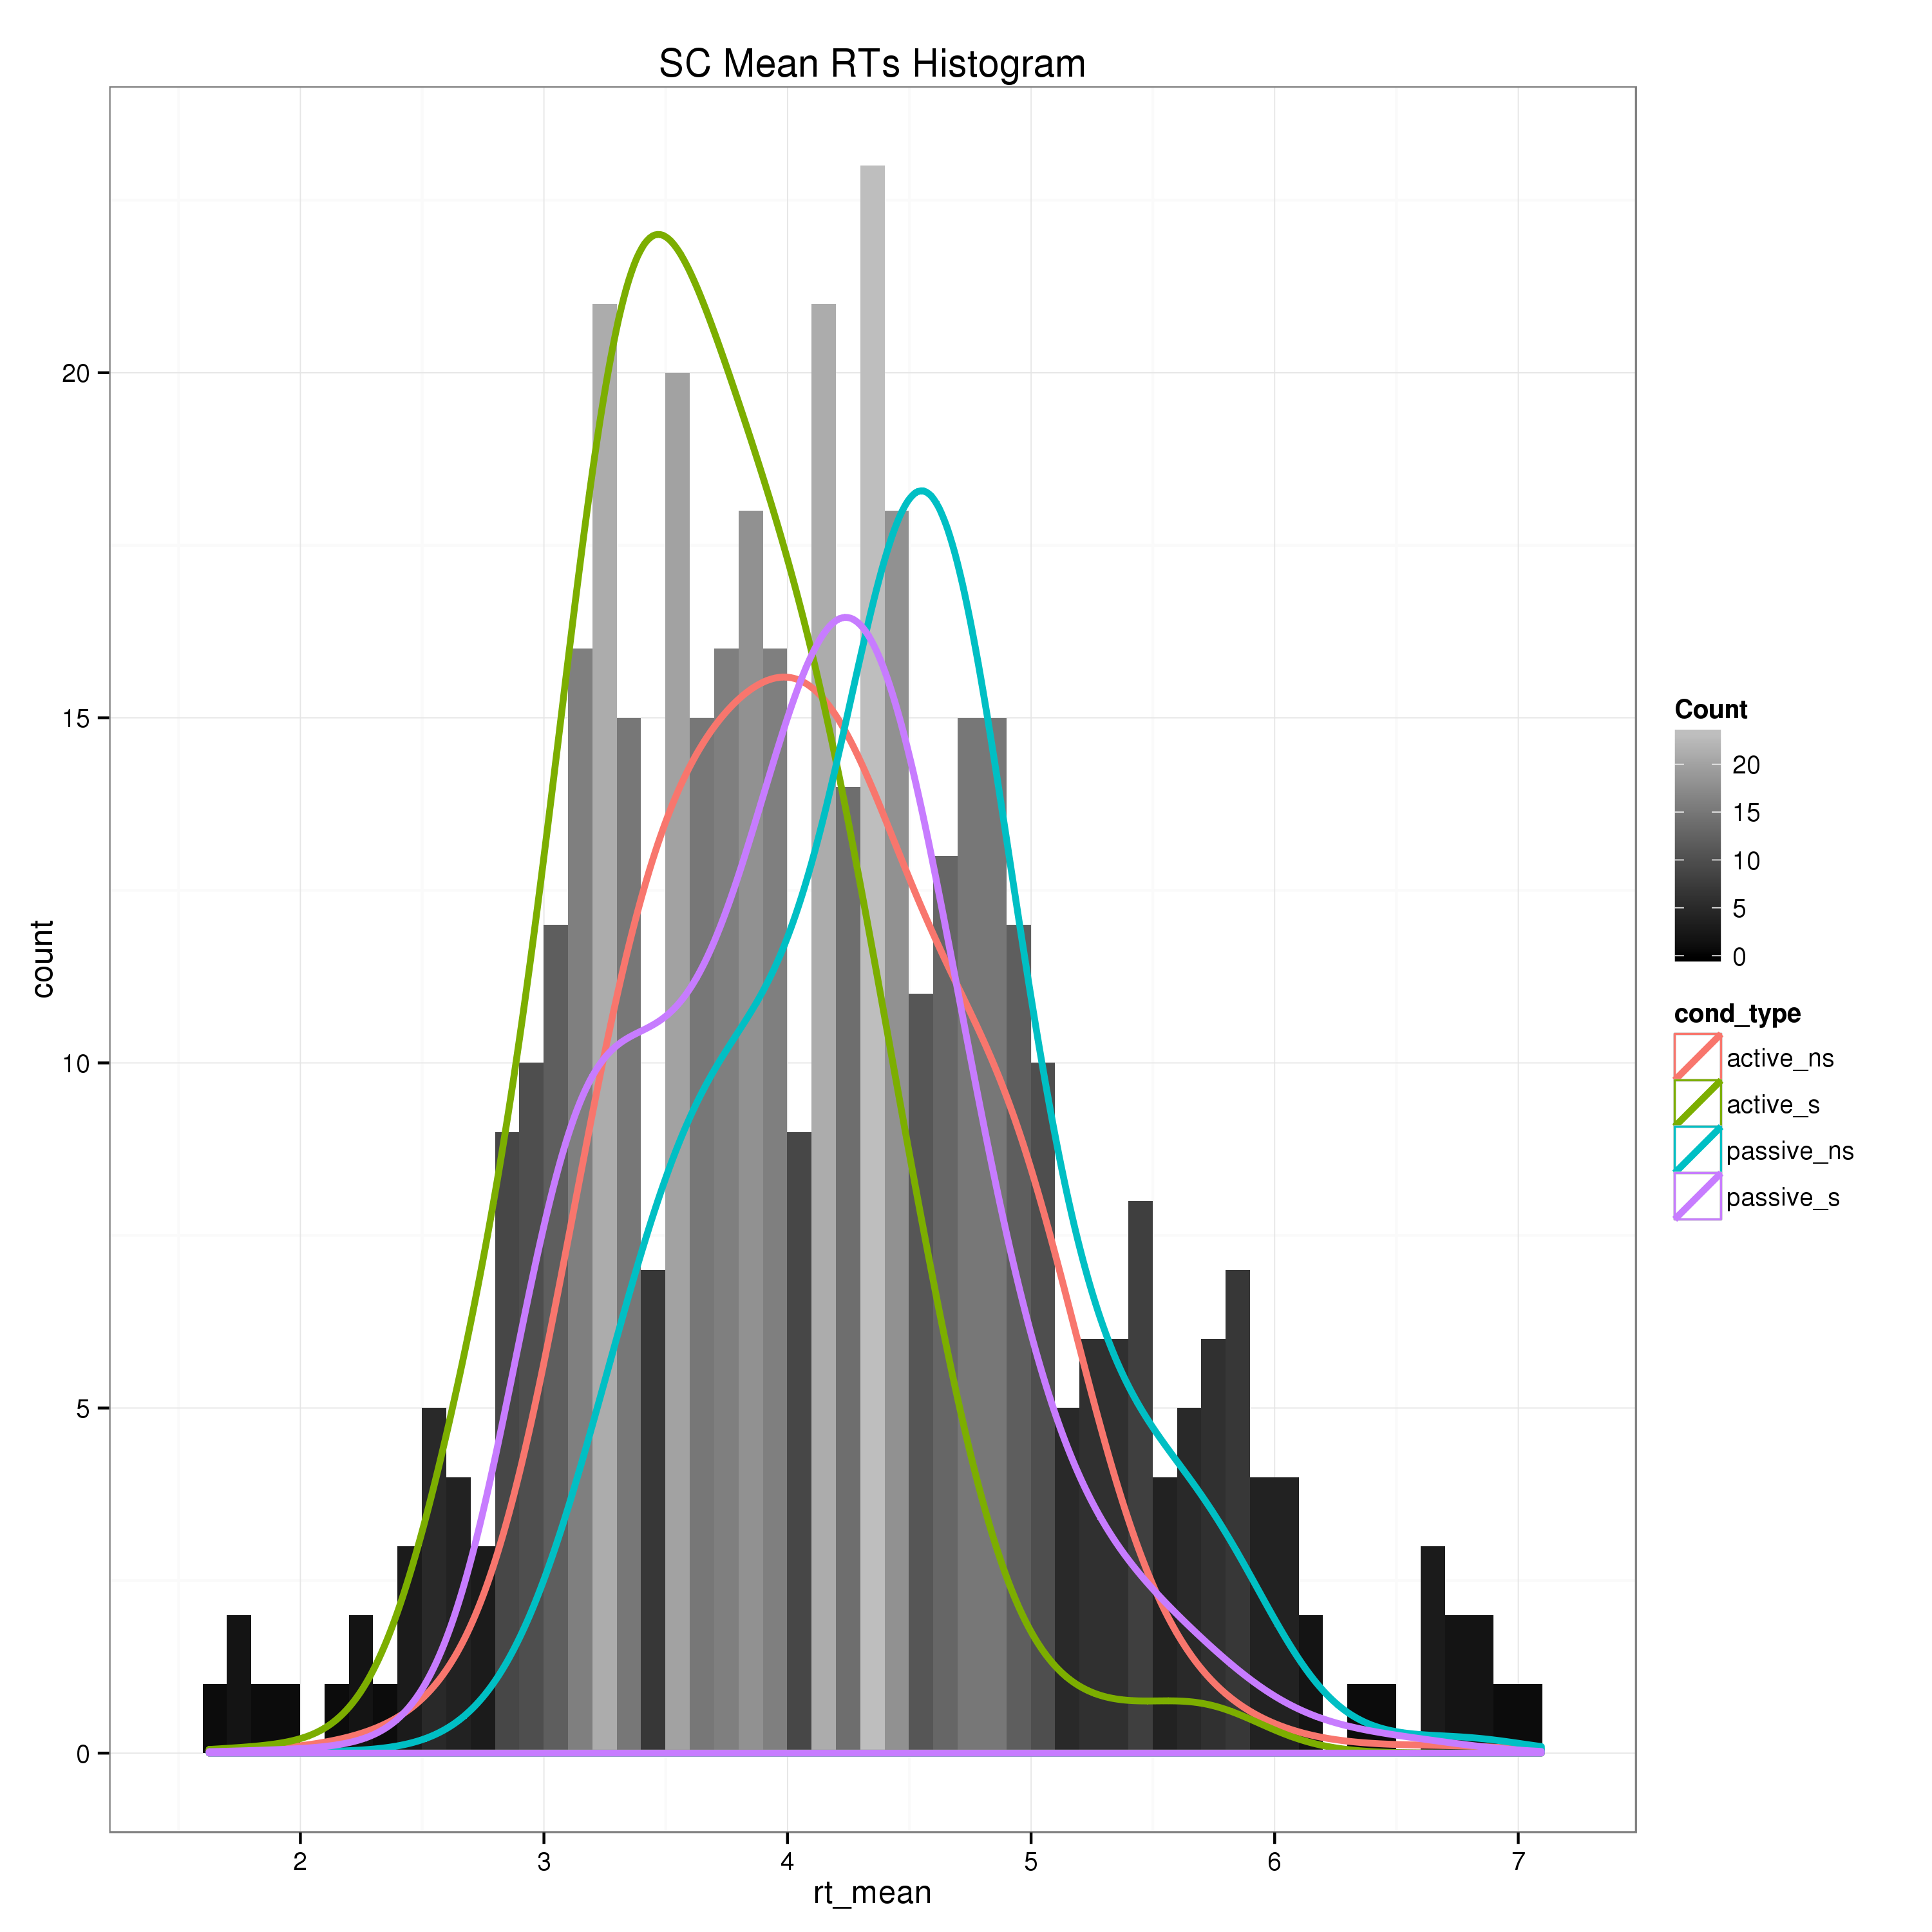 SC Mean RTs Histogram
20
15
10
5
0
count
2 3 4 5 6 7
rt_mean
Count
20
15
10
5
0
cond_type
active_ns
active_s
passive_ns
passive_s